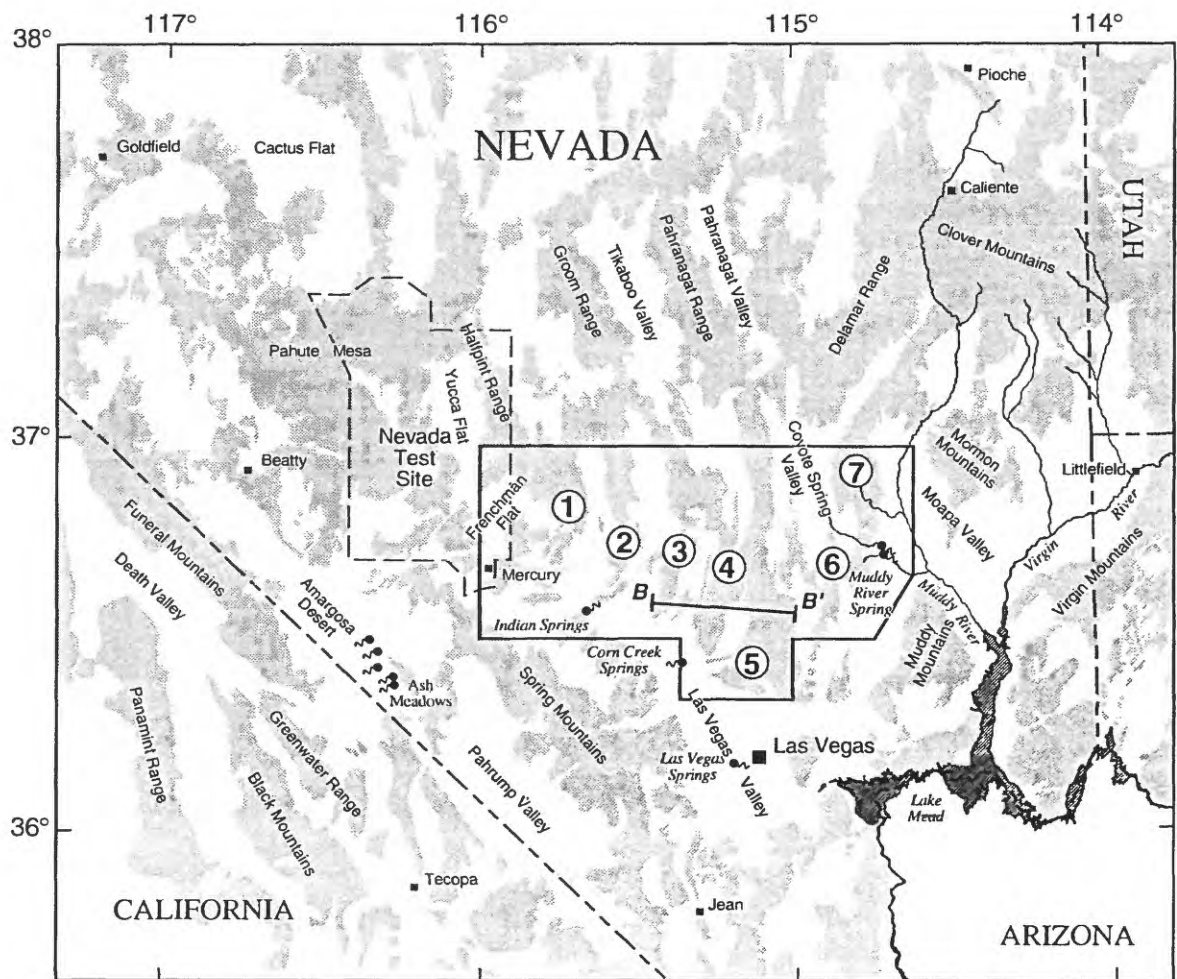 117°
116°
115°
114°
38°
Pioche
NEVADA
Goldfield
Cactus Flat
UTAH
Caliente
Clover Mountains
Groom Range
Tikaboo Valley
Pahranagat Range
Pahranagat Valley
Delamar Range
Pahute Mesa
Halfpint Range
Yucca Flat
37°
Nevada
Test
Site
Beatty
Coyote Spring
Valley
7
Mormon
Mountains
Littlefield
Frenchman
Flat
1
2
3
4
6
Moapa Valley
Virgin
River
Virgin Mountains
Funeral Mountains
Death Valley
Mercury
Muddy
River
Spring
Muddy River
B
B'
Amargosa
Desert
Indian Springs
Corn Creek
Springs
5
Muddy
Mountains
Ash
Meadows
Spring Mountains
Panamint Range
Greenwater Range
Black Mountains
Pahrump Valley
Las Vegas
Valley
Las Vegas
Springs
Las Vegas
36°
Lake
Mead
Tecopa
Jean
CALIFORNIA
ARIZONA